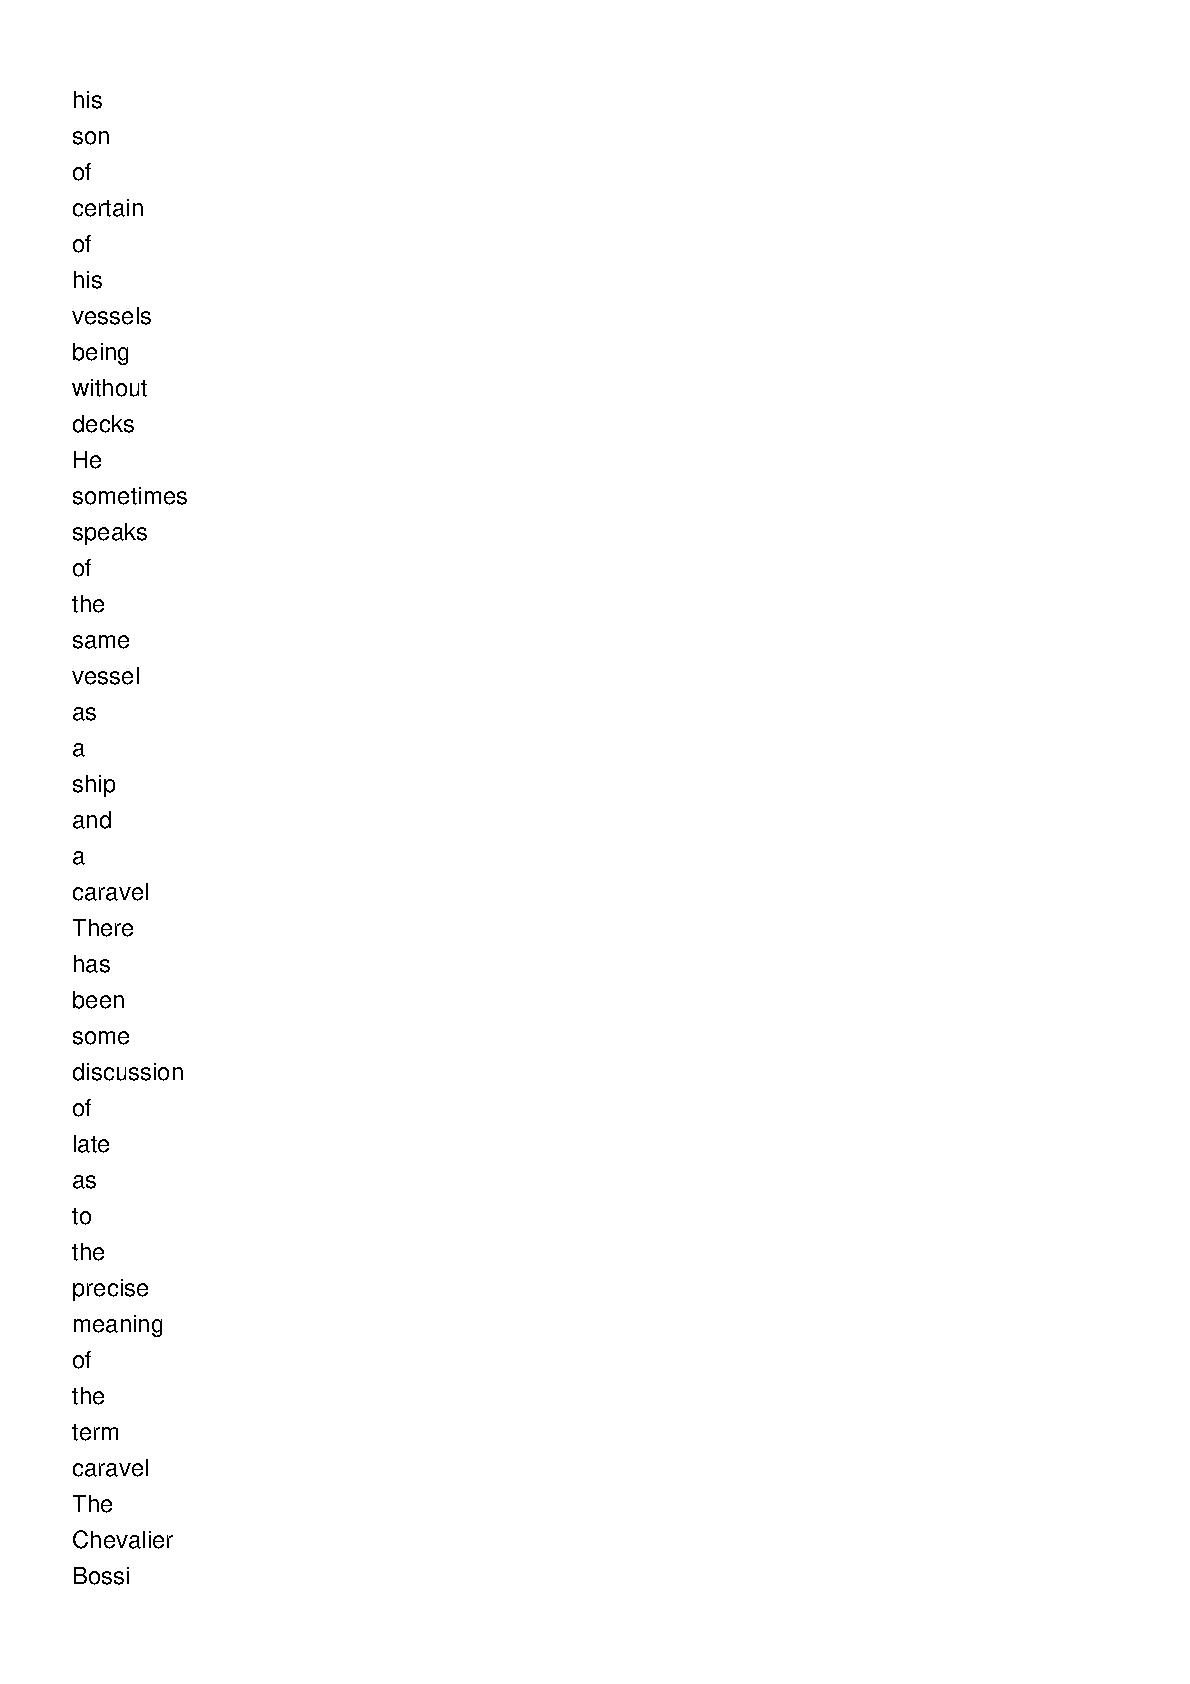 his
son
of
certain
of
his
vessels
being
without
decks
He
sometimes
speaks
of
the
same
vessel
as
a
ship
and
a
caravel
There
has
been
some
discussion
of
late
as
to
the
precise
meaning
of
the
term
caravel
The
Chevalier
Bossi